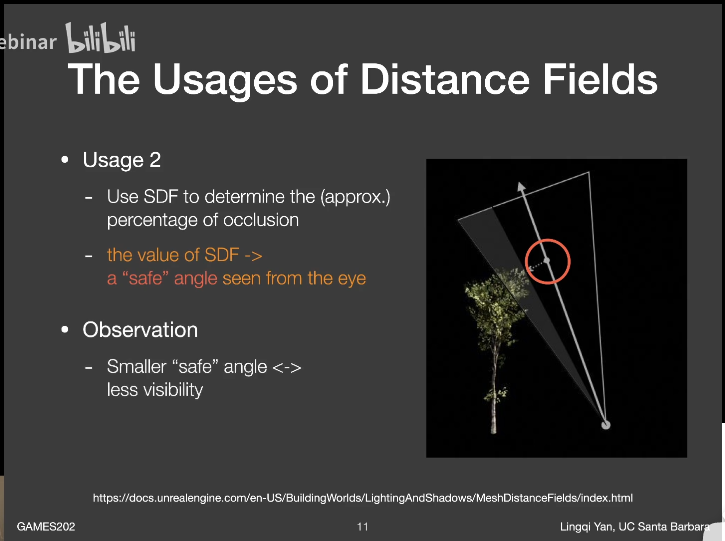 ebinar bilibili
The Usages of Distance Fields
• Usage 2
- Use SDF to determine the (approx.)
percentage of occlusion
- the value of SDF ->
a “safe” angle seen from the eye
• Observation
- Smaller “safe” angle <->
less visibility
https://docs.unrealengine.com/en-US/BuildingWorlds/LightingAndShadows/MeshDistanceFields/index.html
GAMES202
11
Lingqi Yan, UC Santa Barbara